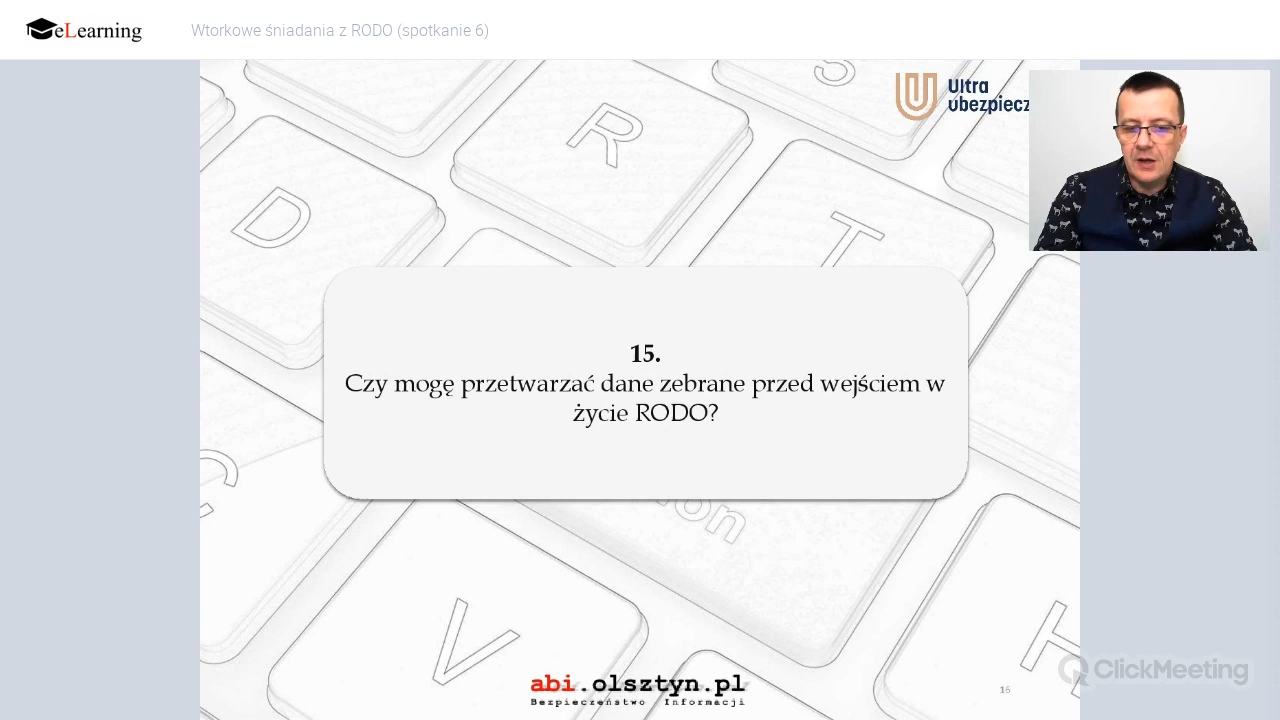 eLearning
Wtorkowe śniadania z RODO (spotkanie 6)
Ultra
ubezpiecz
R
S
D
T
15.
Czy mogę przetwarzać dane zebrane przed wejściem w
życie RODO?
C
on
V
H
abi.olsztyn.pl
Bezpieczeństwo Informacji
16
ClickMeeting